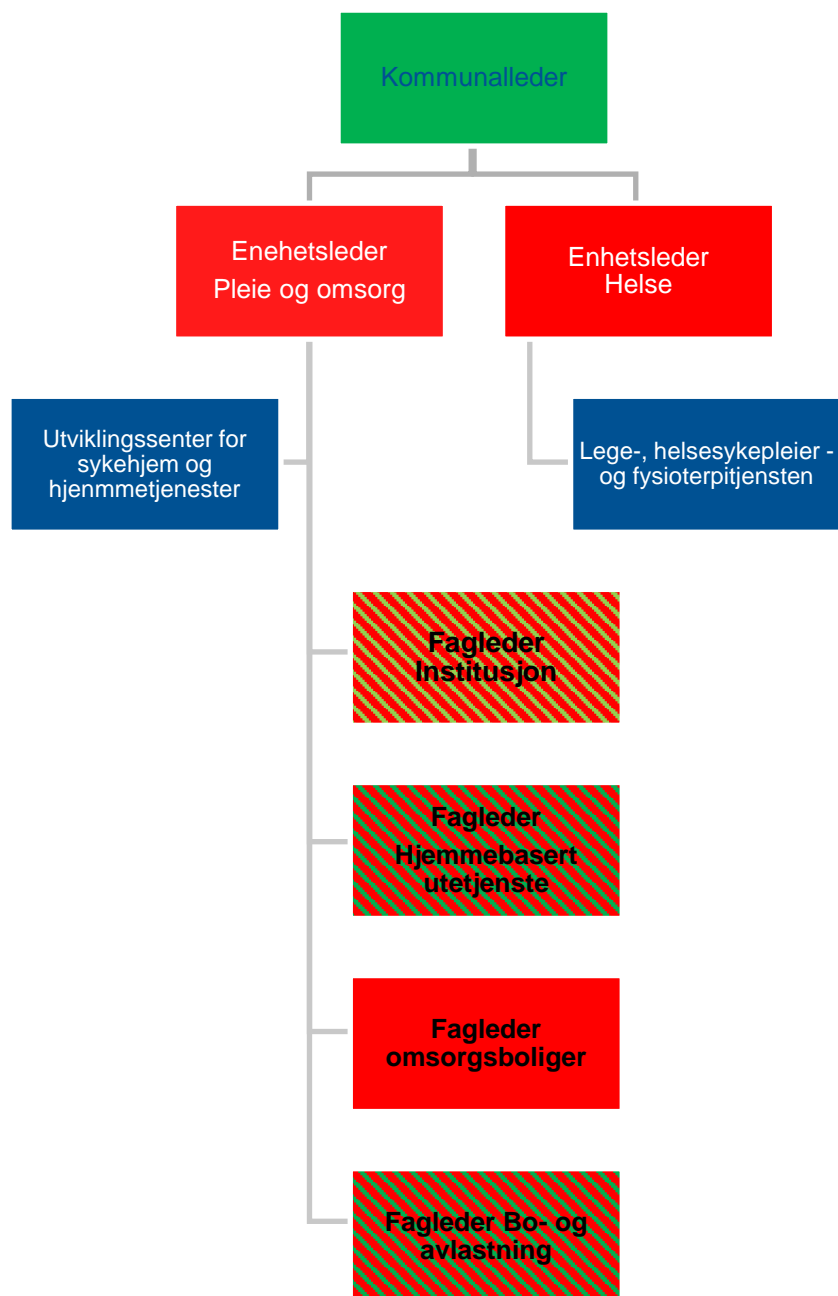 Kommunalleder
Enehetsleder
Pleie og omsorg
Enhetsleder
Helse
Utviklingssenter for
sykehjem og
hjenmmetjenester
Lege-, helsesykepleier -
og fysioterpitjensten
Fagleder
Institusjon
Fagleder
Hjemmebasert
utetjenste
Fagleder
omsorgsboliger
Fagleder Bo- og
avlastning